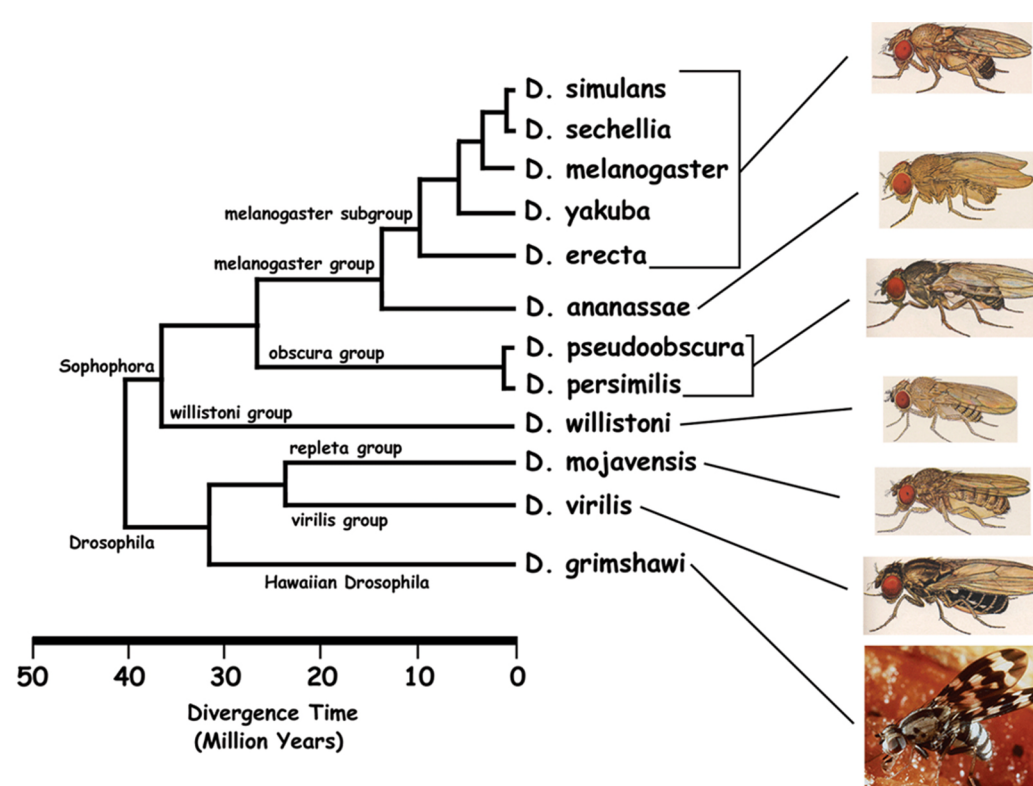 D. simulans
D. sechellia
D. melanogaster
D. yakuba
melanogaster subgroup
D. erecta
melanogaster group
D. ananassae
D. pseudoobscura
obscura group
Sophophora
D. persimilis
willistoni group
D. willistoni
repleta group
D. mojavensis
D. virilis
virilis group
Drosophila
D. grimshawi
Hawaiian Drosophila
50 40 30 20 10 0
Divergence Time
(Million Years)